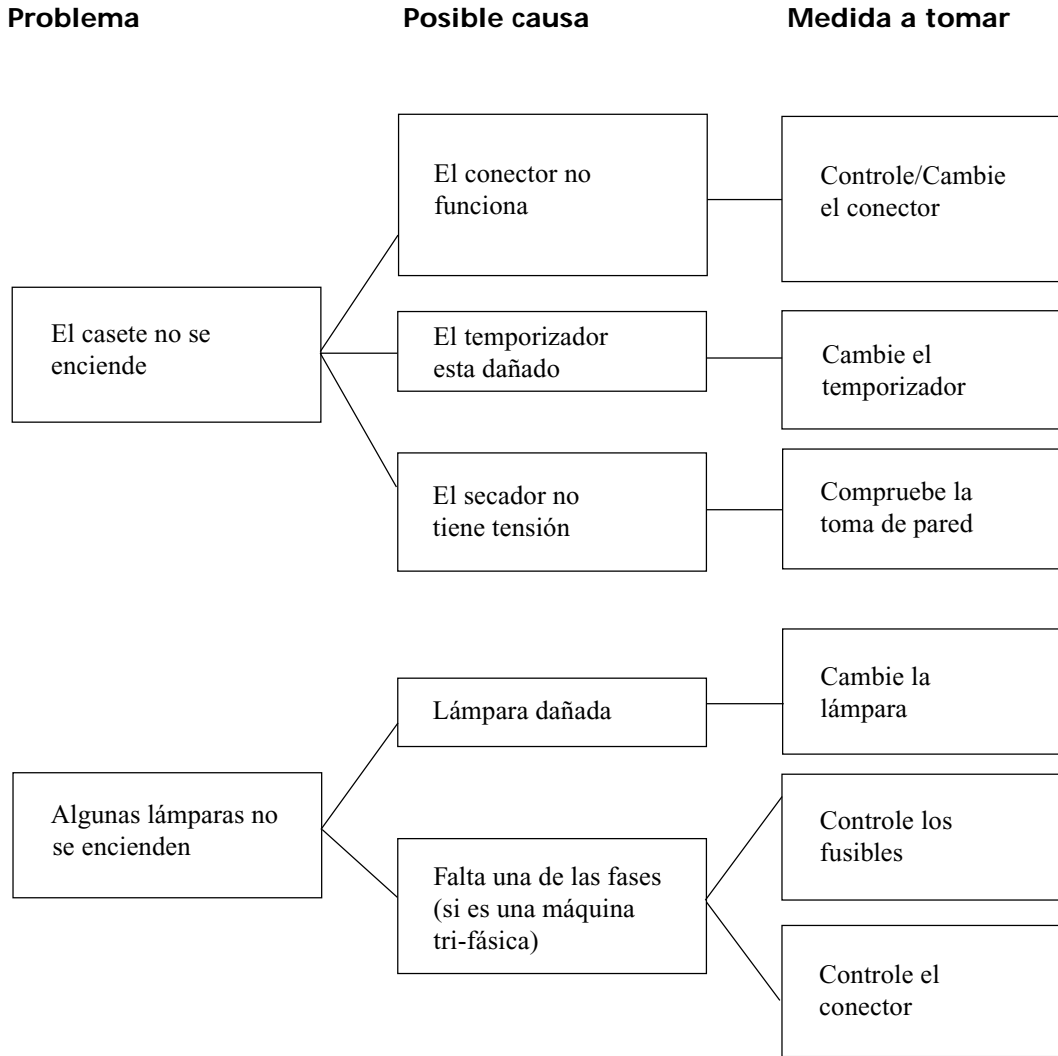 Problema
Posible causa
Medida a tomar
El conector no
funciona
Controle/Cambie
el conector
El casete no se
enciende
El temporizador
esta dañado
Cambie el
temporizador
El secador no
tiene tensión
Compruebe la
toma de pared
Lámpara dañada
Cambie la
lámpara
Algunas lámparas no
se encienden
Falta una de las fases
(si es una máquina
tri-fásica)
Controle los
fusibles
Controle el
conector